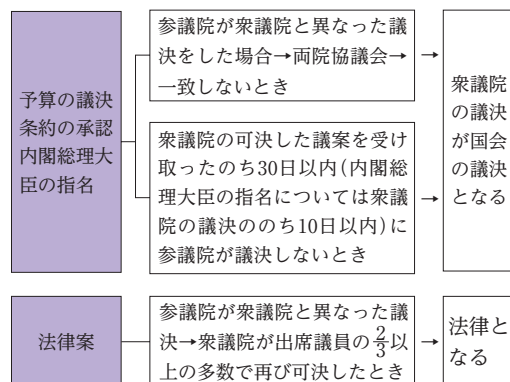 予算の議決
条約の承認
内閣総理大
臣の指名
参議院が衆議院と異なった議
決をした場合→両院協議会→
一致しないとき
衆議院の可決した議案を受け
取ったのち30日以内(内閣総
理大臣の指名については衆議
院の議決ののち10日以内)に
参議院が議決しないとき
衆議院
の議決
が国会
の議決
となる
法律案
参議院が衆議院と異なった議
決→衆議院が出席議員の2/3以
上の多数で再び可決したとき
法律と
なる